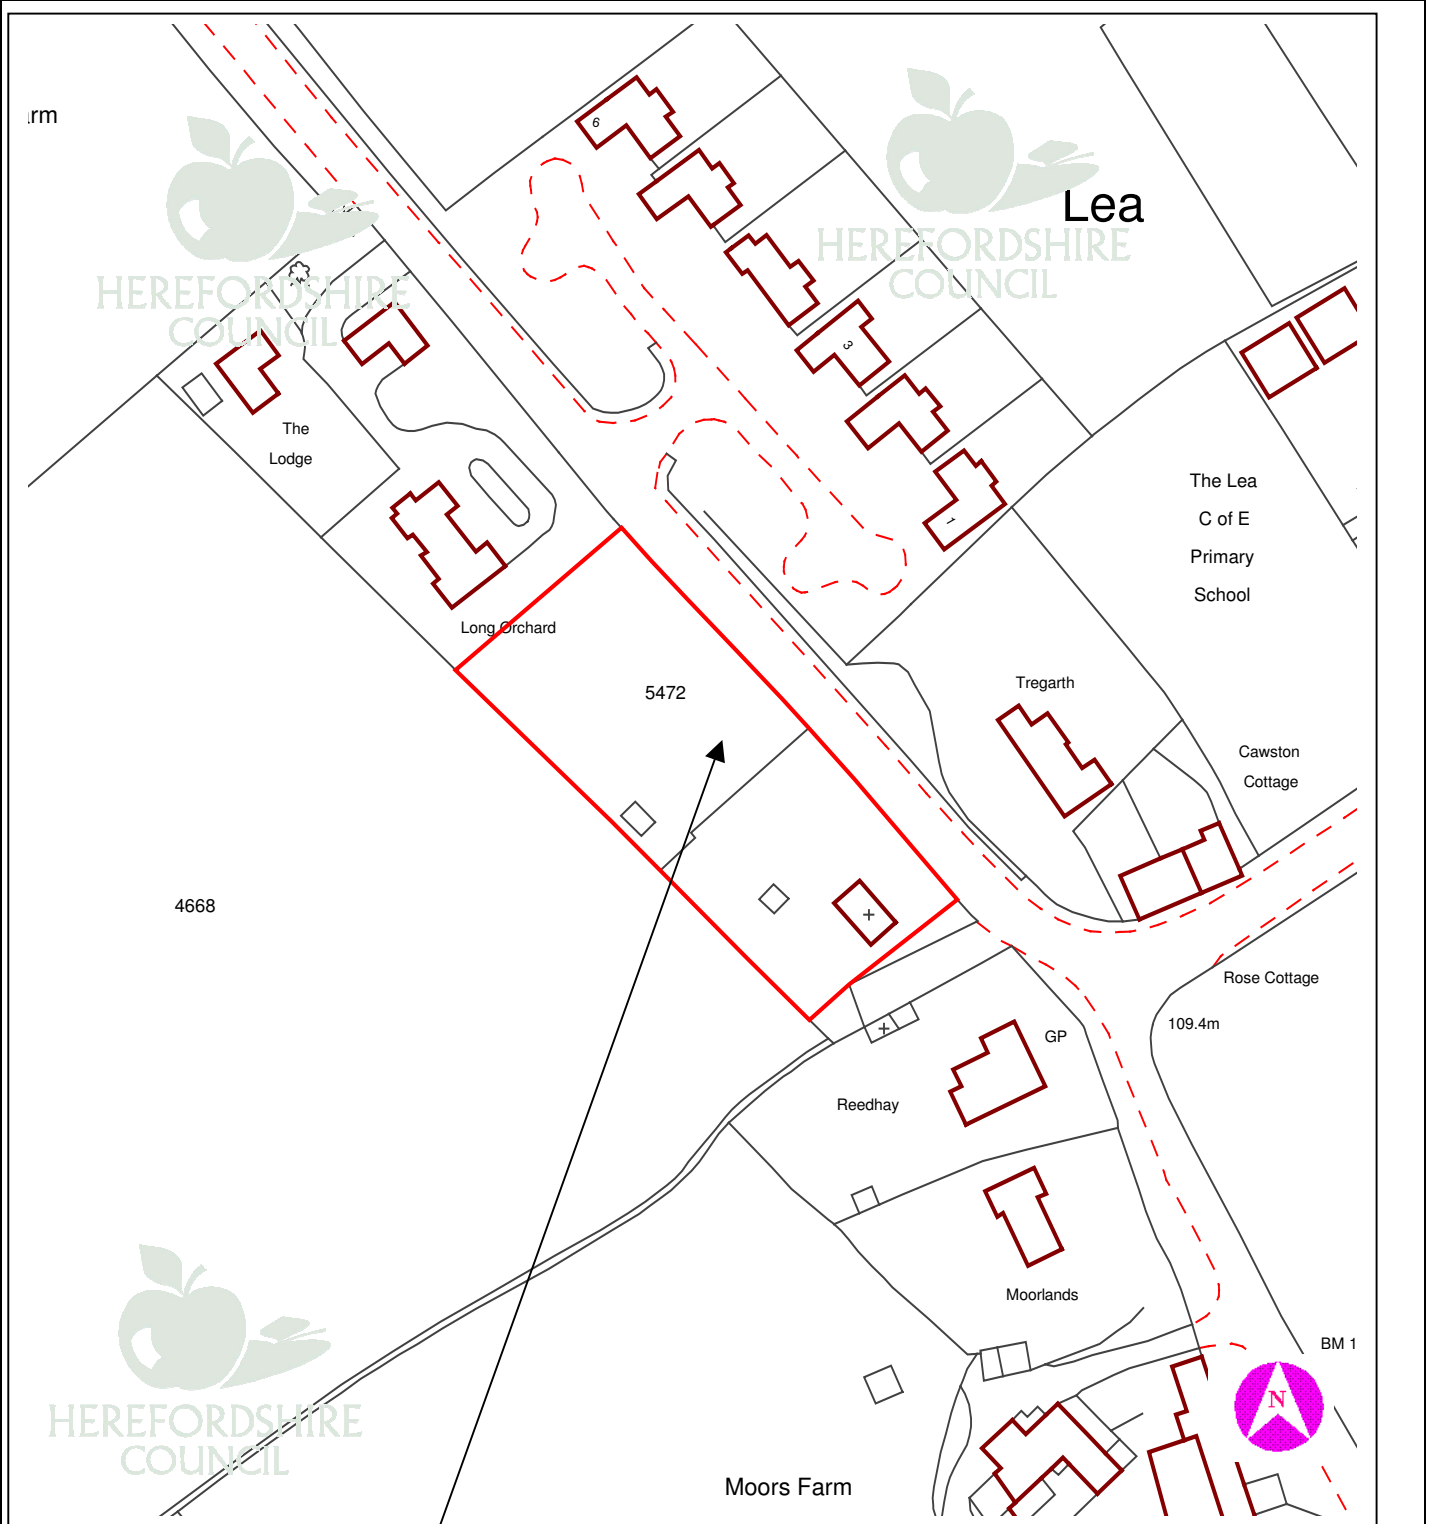 rm
6
Lea
HEREFORDSHIRE
COUNCIL
HEREFORDSHIRE
COUNCIL
3
The
Lodge
1
The Lea
C of E
Primary
School
Long Orchard
5472
Tregarth
Cawston
Cottage
4668
Rose Cottage
109.4m
GP
Reedhay
Moorlands
BM 1
N
HEREFORDSHIRE
COUNCIL
Moors Farm